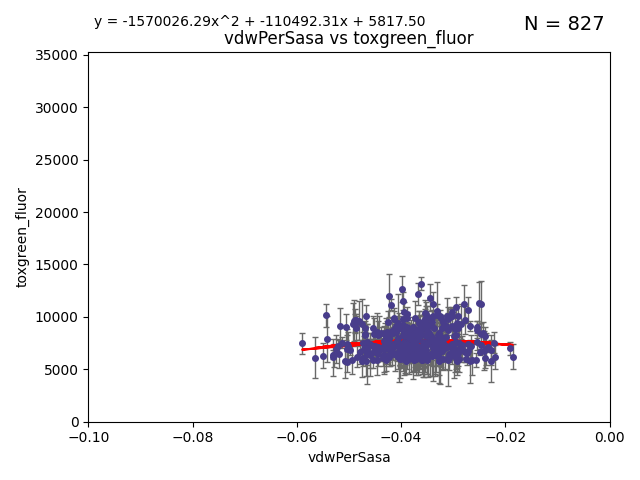 y = -1570026.29x^2 + -110492.31x + 5817.50
N = 827
vdwPerSasa vs toxgreen_fluor
35000
30000
25000
20000
15000
10000
5000
0
toxgreen_fluor
−0.10
−0.08
−0.06
−0.04
−0.02
0.00
vdwPerSasa